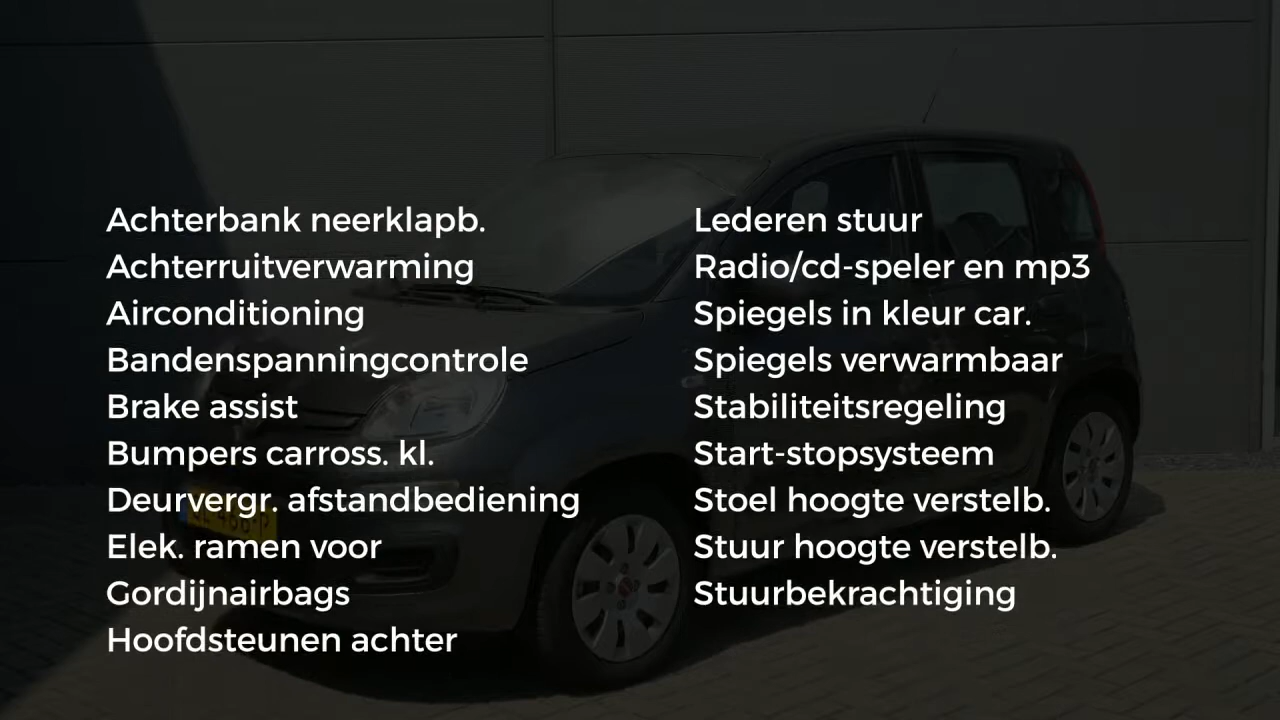 Achterbank neerklapb.
Achterruitverwarming
Airconditioning
Bandenspanningcontrole
Brake assist
Bumpers carross. kl.
Deurvergr. afstandbediening
Elek. ramen voor
Gordijnairbags
Hoofdsteunen achter
Lederen stuur
Radio/cd-speler en mp3
Spiegels in kleur car.
Spiegels verwarmbaar
Stabiliteitsregeling
Start-stopsysteem
Stoel hoogte verstelb.
Stuur hoogte verstelb.
Stuurbekrachtiging